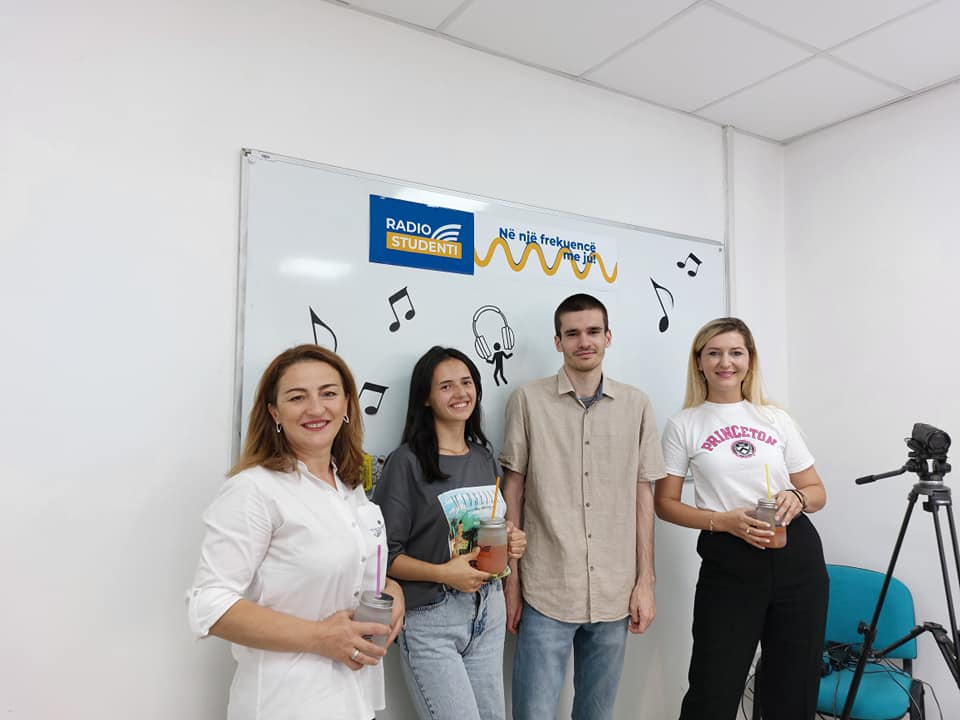 RADIO
STUDENTI
Në një frekuencë
me ju!
PRINCETON